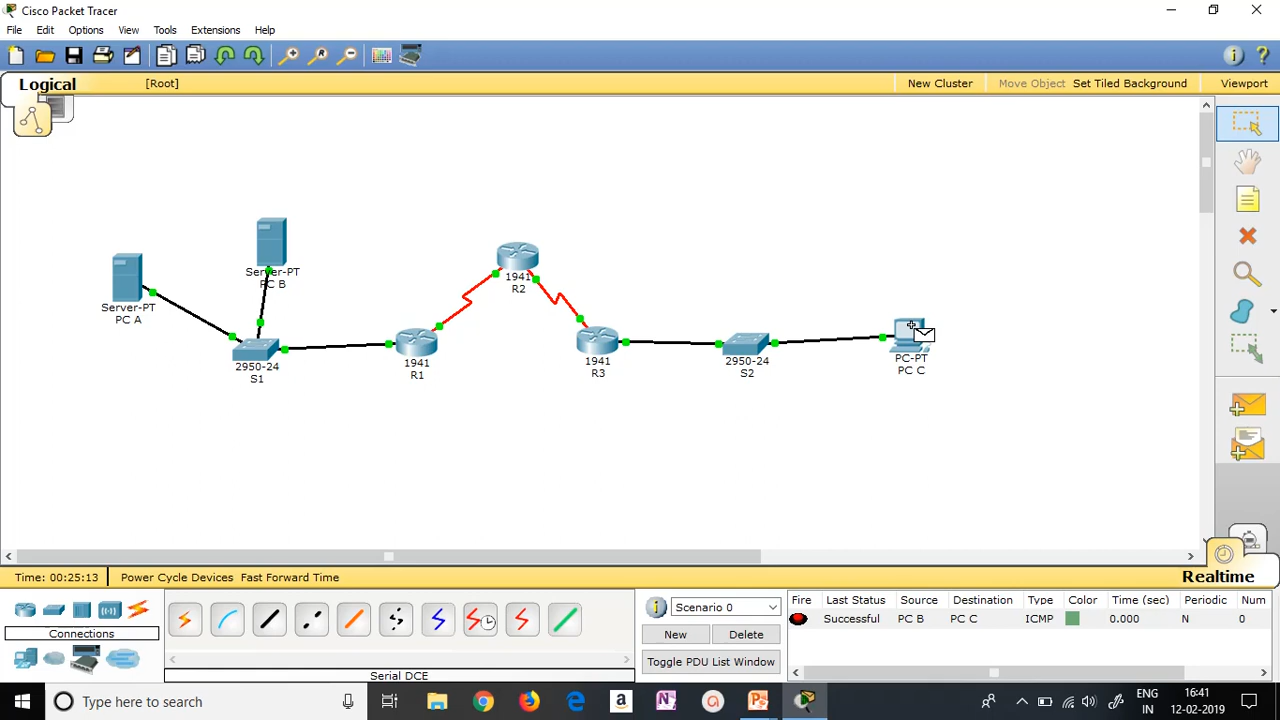 Cisco Packet Tracer
File Edit Options View Tools Extensions Help
Logical [Root] New Cluster Move Object Set Tiled Background Viewport
Server-PT
PC A
Server-PT
PC B
2950-24
S1
1941
R1
1941
R2
1941
R3
2950-24
S2
PC-PT
PC C
Time: 00:25:13 Power Cycle Devices Fast Forward Time Realtime
Connections
Serial DCE
Scenario 0
New Delete
Toggle PDU List Window
Fire Last Status Source Destination Type Color Time (sec) Periodic Num
Successful PC B PC C ICMP 0.000 N 0
Type here to search
ENG
IN
16:41
12-02-2019